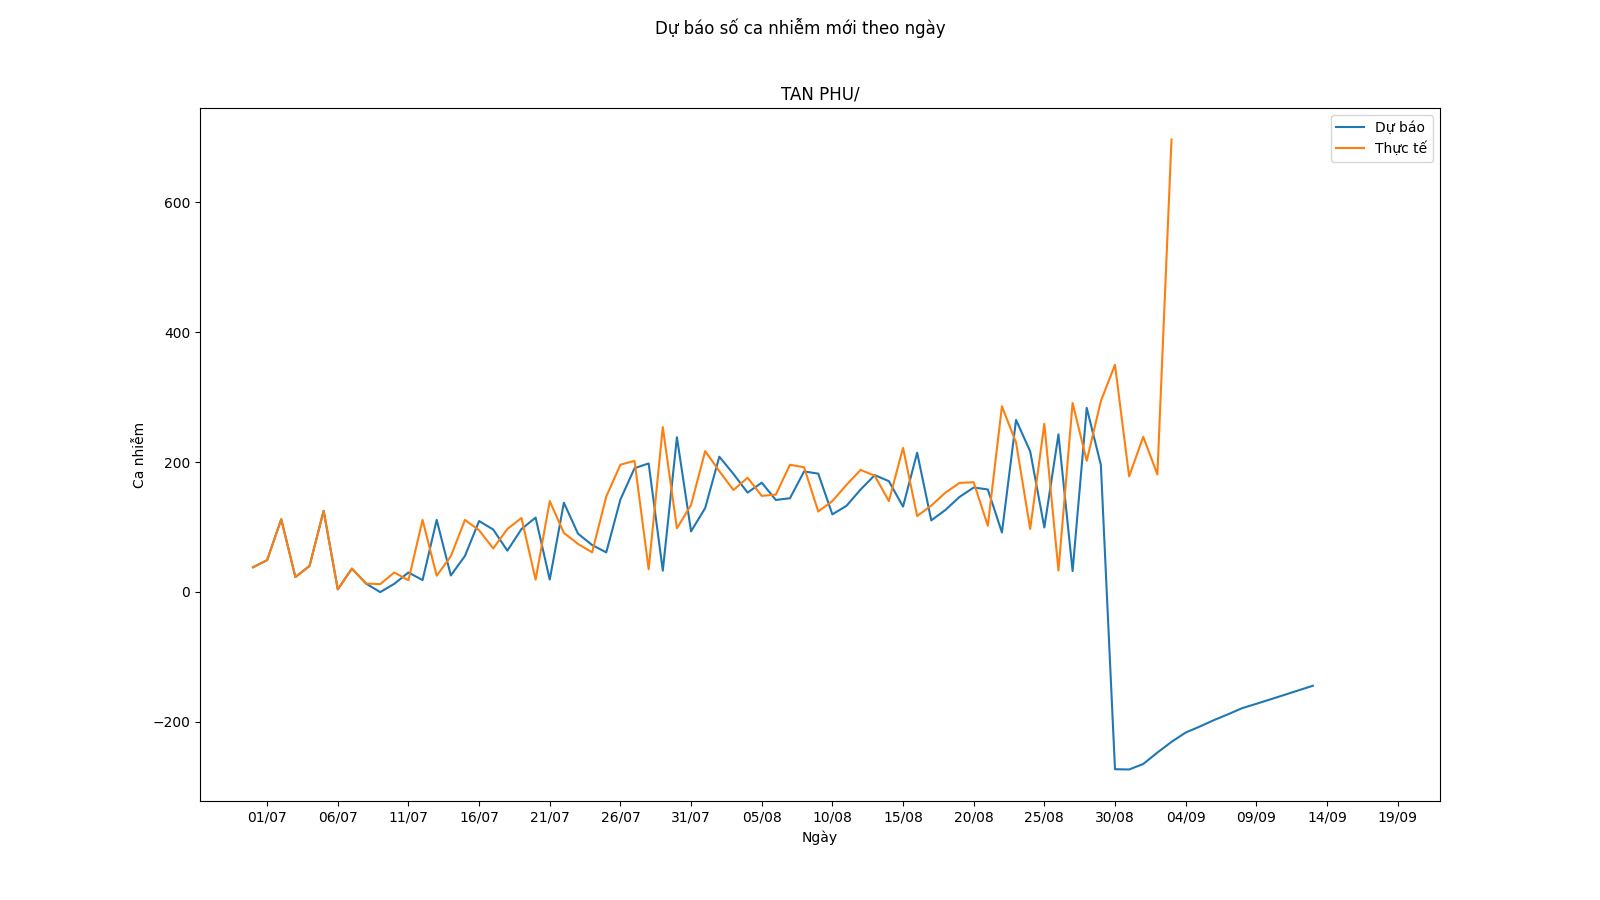 Dự báo số ca nhiễm mới theo ngày
TAN PHU/
Dự báo
Thực tế
600
400
200
0
−200
Ca nhiễm
01/07 06/07 11/07 16/07 21/07 26/07 31/07 05/08 10/08 15/08 20/08 25/08 30/08 04/09 09/09 14/09 19/09
Ngày